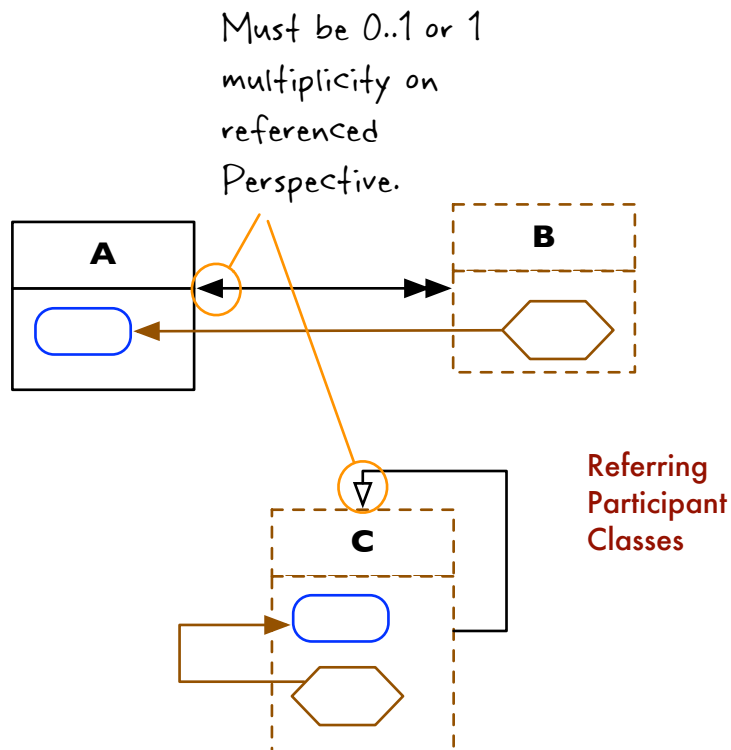 Must be 0..1 or 1
multiplicity on
referenced
Perspective.
A
B
Referring
Participant
Classes
C